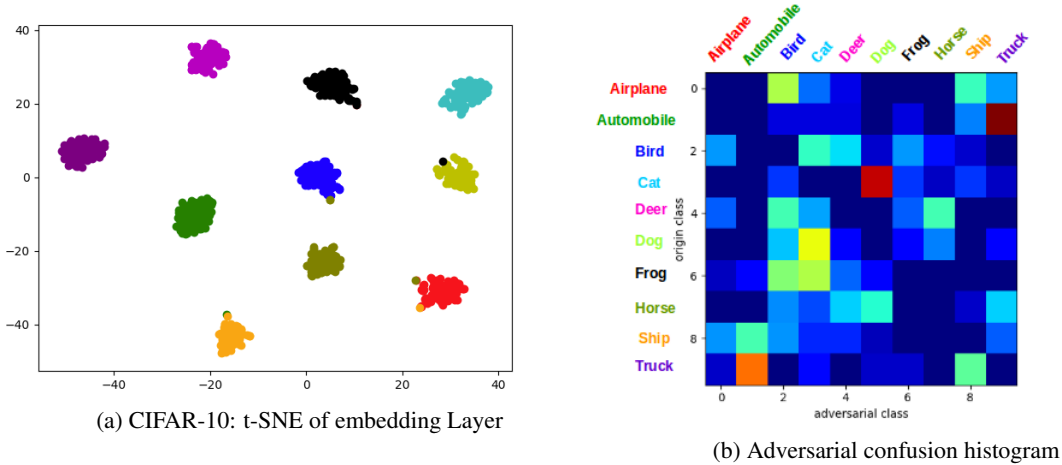 40
20
0
−20
−40
−40
−20
0
20
40
(a) CIFAR-10: t-SNE of embedding Layer
Airplane
Automobile
Bird
Cat
Deer
Dog
Frog
Horse
Ship
Truck
Airplane
Automobile
Bird
Cat
Deer
Dog
Frog
Horse
Ship
Truck
origin class
0
2
4
6
8
0
2
4
6
8
adversarial class
(b) Adversarial confusion histogram